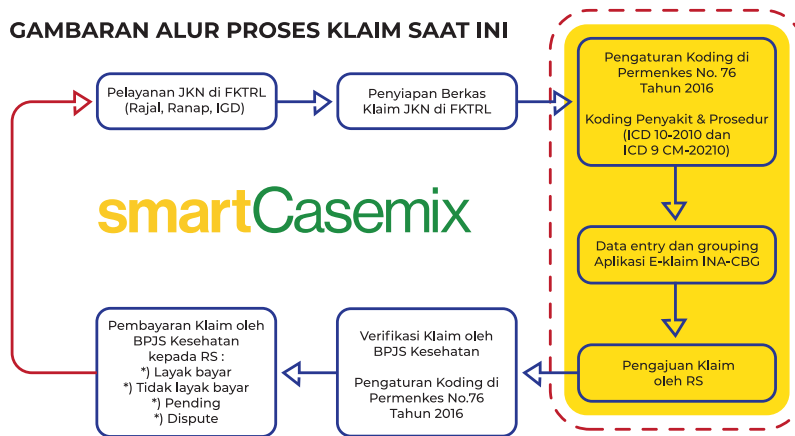 GAMBARAN ALUR PROSES KLAIM SAAT INI
Pelayanan JKN di FKTRL
(Rajal, Ranap, IGD)
Penyiapan Berkas
Klaim JKN di FKTRL
Pengaturan Koding di
Permenkes No. 76
Tahun 2016
Koding Penyakit & Prosedur
(ICD 10-2010 dan
ICD 9 CM-20210)
smartCasemix
Data entry dan grouping
Aplikasi E-klaim INA-CBG
Pengajuan Klaim
oleh RS
Verifikasi Klaim oleh
BPJS Kesehatan
Pengaturan Koding di
Permenkes No.76
Tahun 2016
Pembayaran Klaim oleh
BPJS Kesehatan
kepada RS :
*) Layak bayar
*) Tidak layak bayar
*) Pending
*) Dispute